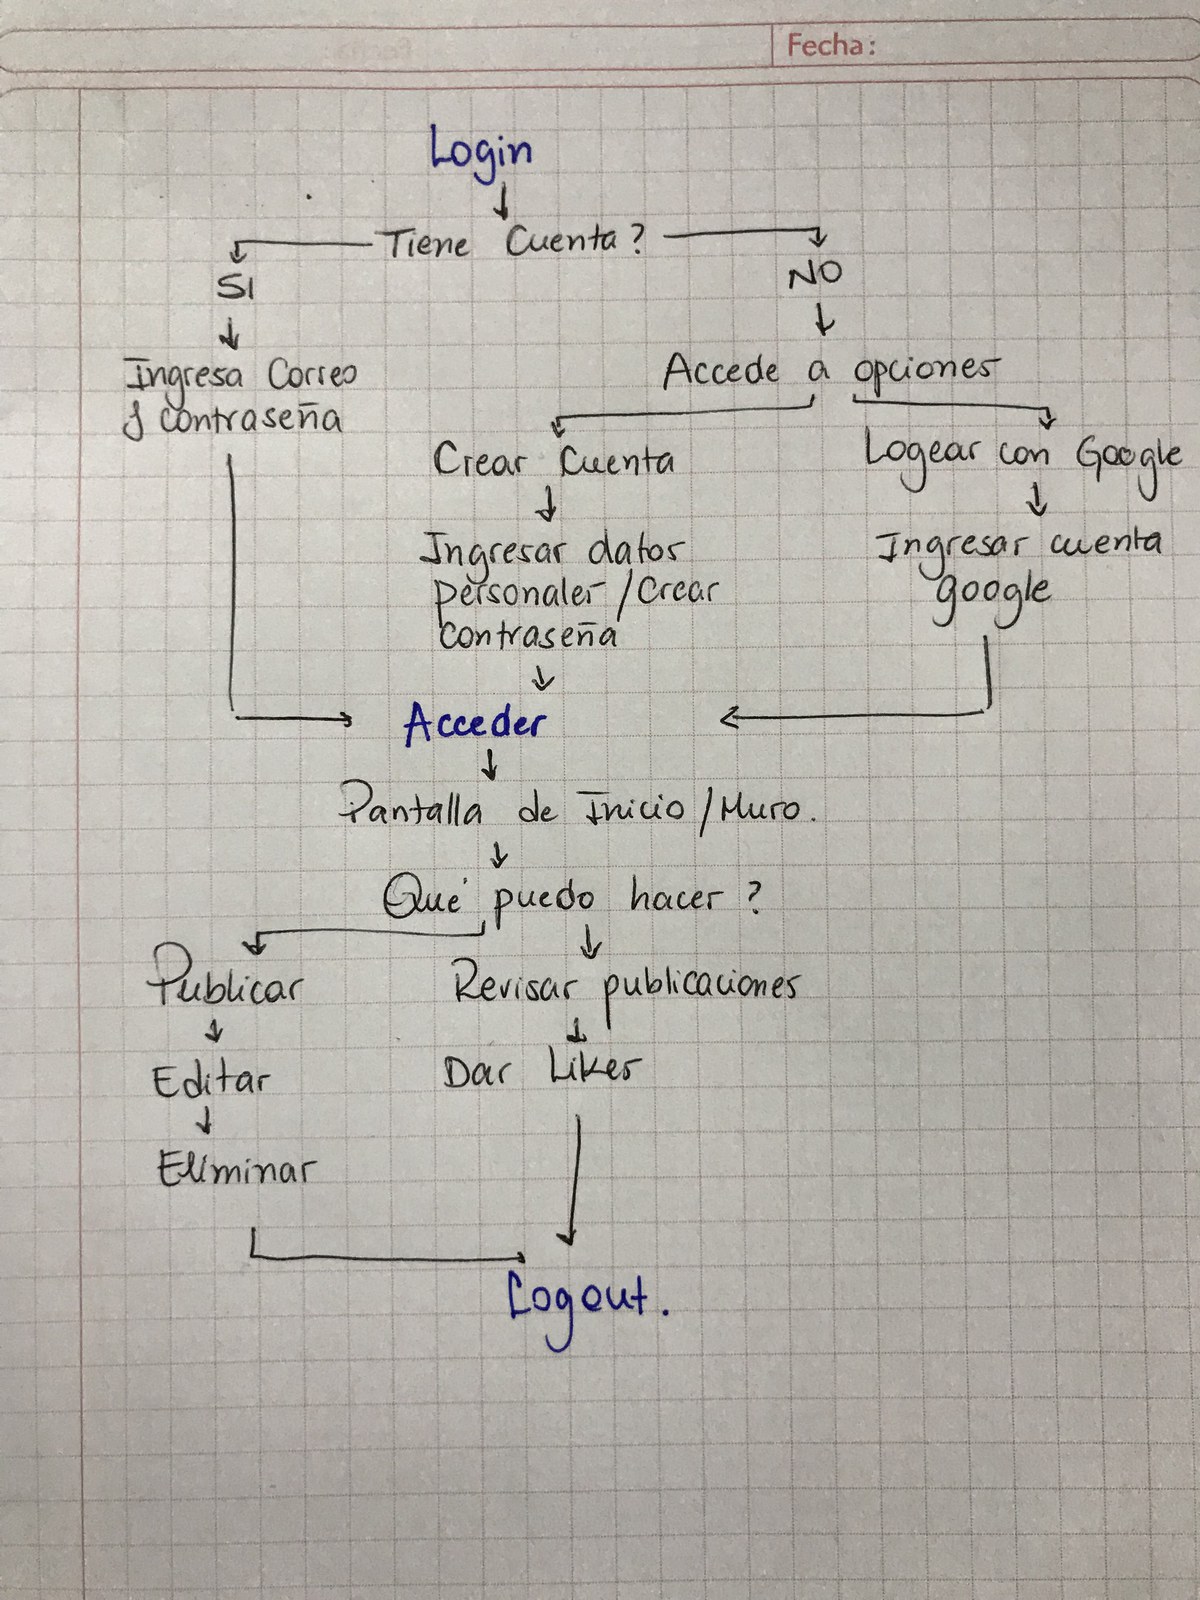 Fecha:
Login
Tiene Cuenta?
SI
NO
Ingresa Correo
y contraseña
Accede a opciones
Crear Cuenta
Logear con Google
Ingresar datos
personales / Crear
contraseña
Ingresar cuenta
google
Acceder
Pantalla de Inicio / Muro.
Qué puedo hacer?
Publicar
Revisar publicaciones
Editar
Dar Likes
Eliminar
Logout.